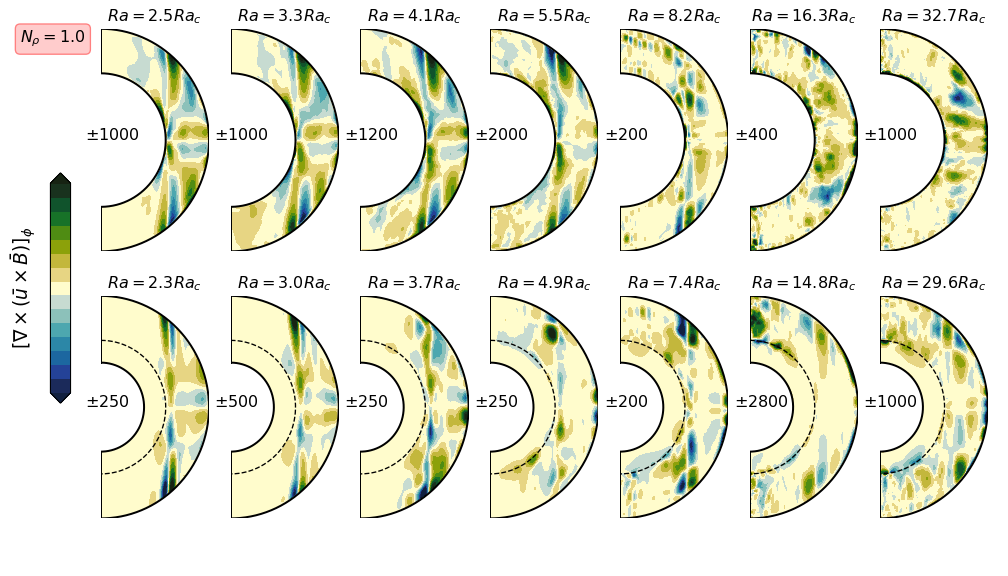 Ra = 2.5Ra_c Ra = 3.3Ra_c Ra = 4.1Ra_c Ra = 5.5Ra_c Ra = 8.2Ra_c Ra = 16.3Ra_c Ra = 32.7Ra_c
N_ρ = 1.0
±1000 ±1000 ±1200 ±2000 ±200 ±400 ±1000
[∇ × (ū × B̄)]_ϕ
Ra = 2.3Ra_c Ra = 3.0Ra_c Ra = 3.7Ra_c Ra = 4.9Ra_c Ra = 7.4Ra_c Ra = 14.8Ra_c Ra = 29.6Ra_c
±250 ±500 ±250 ±250 ±200 ±2800 ±1000